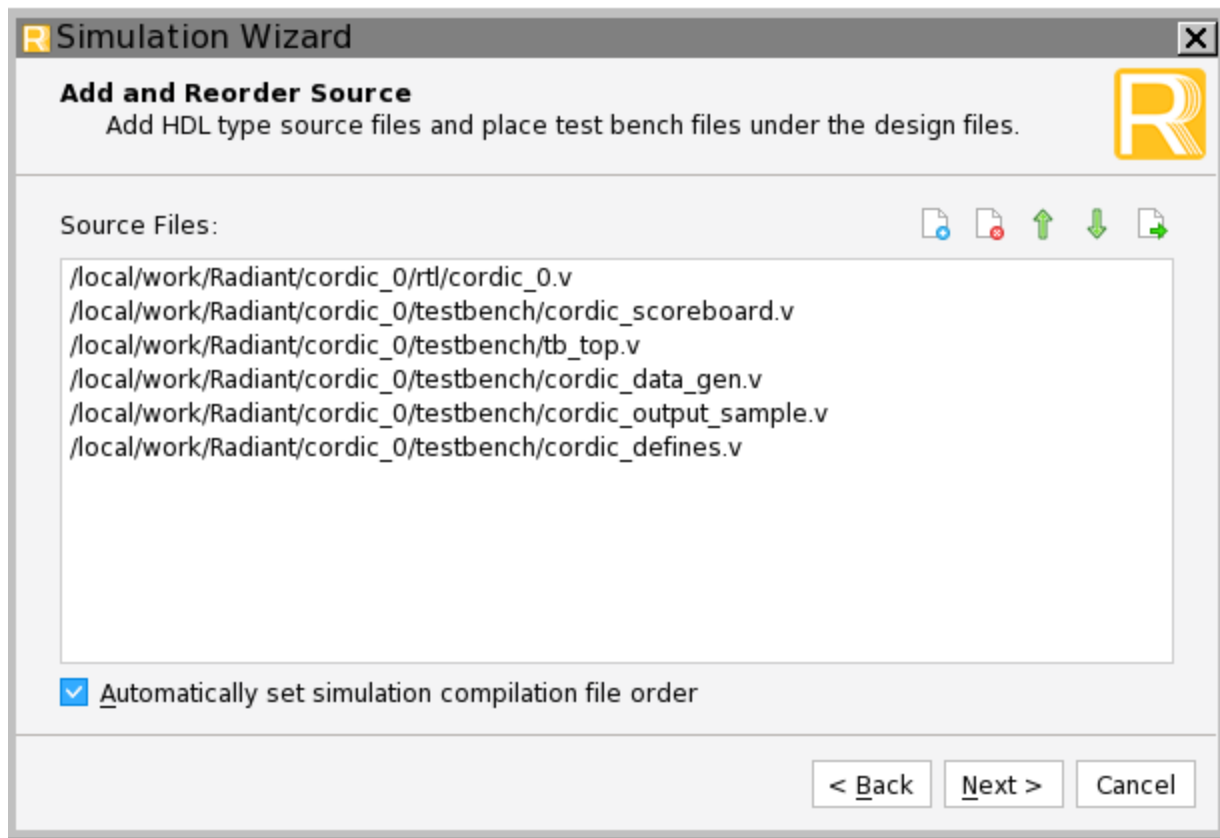 R Simulation Wizard
Add and Reorder Source
Add HDL type source files and place test bench files under the design files.
R
Source Files:
/local/work/Radiant/cordic_0/rtl/cordic_0.v
/local/work/Radiant/cordic_0/testbench/cordic_scoreboard.v
/local/work/Radiant/cordic_0/testbench/tb_top.v
/local/work/Radiant/cordic_0/testbench/cordic_data_gen.v
/local/work/Radiant/cordic_0/testbench/cordic_output_sample.v
/local/work/Radiant/cordic_0/testbench/cordic_defines.v
Automatically set simulation compilation file order
< Back Next > Cancel